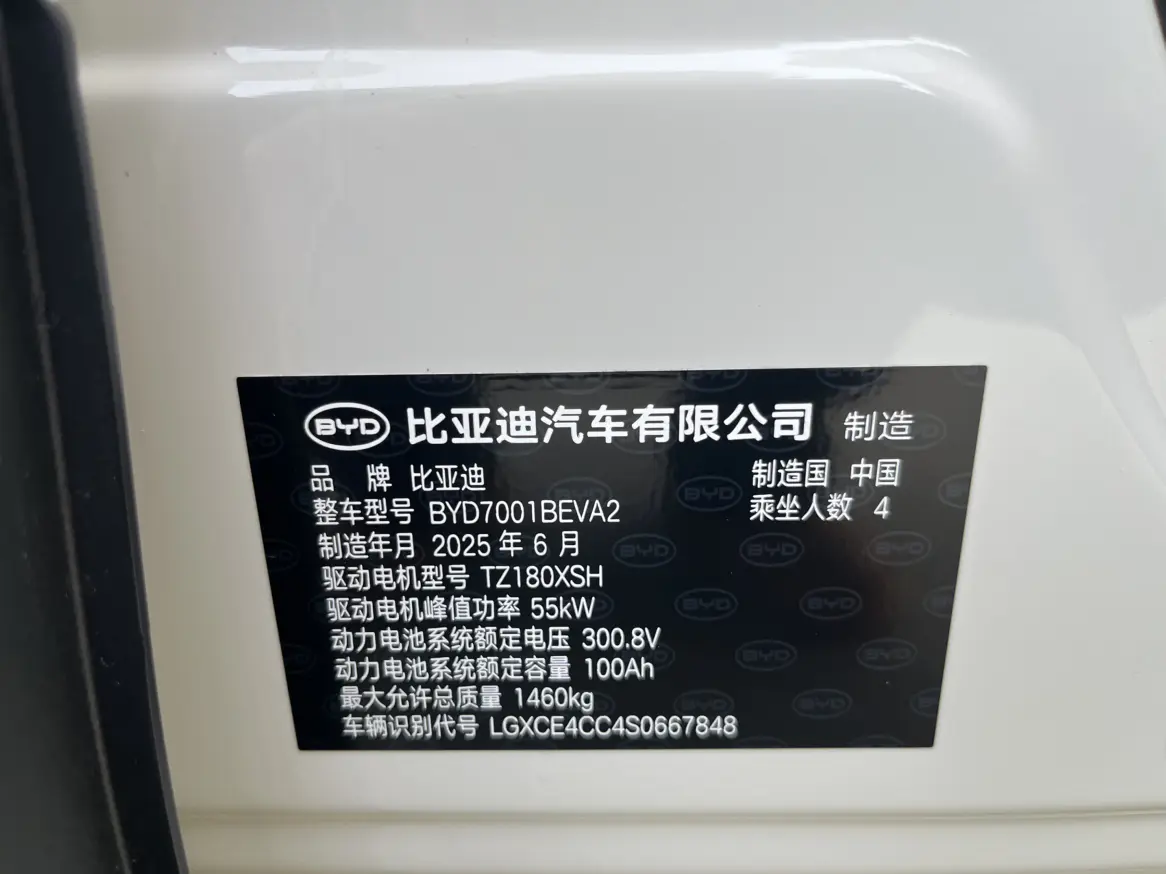 BYD 比亚迪汽车有限公司 制造
品 牌 比亚迪 制造国 中国
整车型号 BYD7001BEVA2 乘坐人数 4
制造年月 2025 年 6 月
驱动电机型号 TZ180XSH
驱动电机峰值功率 55kW
动力电池系统额定电压 300.8V
动力电池系统额定容量 100Ah
最大允许总质量 1460kg
车辆识别代号 LGXCE4CC4S0667848